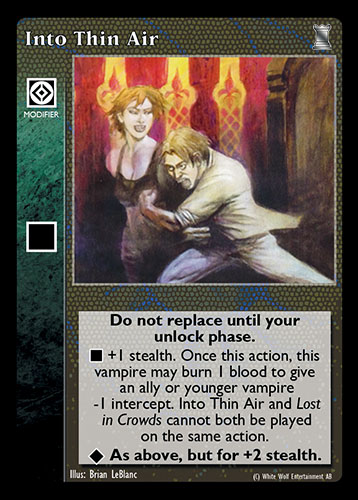 Into Thin Air
MODIFIER
Do not replace until your
unlock phase.
+1 stealth. Once this action, this
vampire may burn 1 blood to give
an ally or younger vampire
-1 intercept. Into Thin Air and Lost
in Crowds cannot both be played
on the same action.
As above, but for +2 stealth.
Illus: Brian LeBlanc
(C) White Wolf Entertainment AB